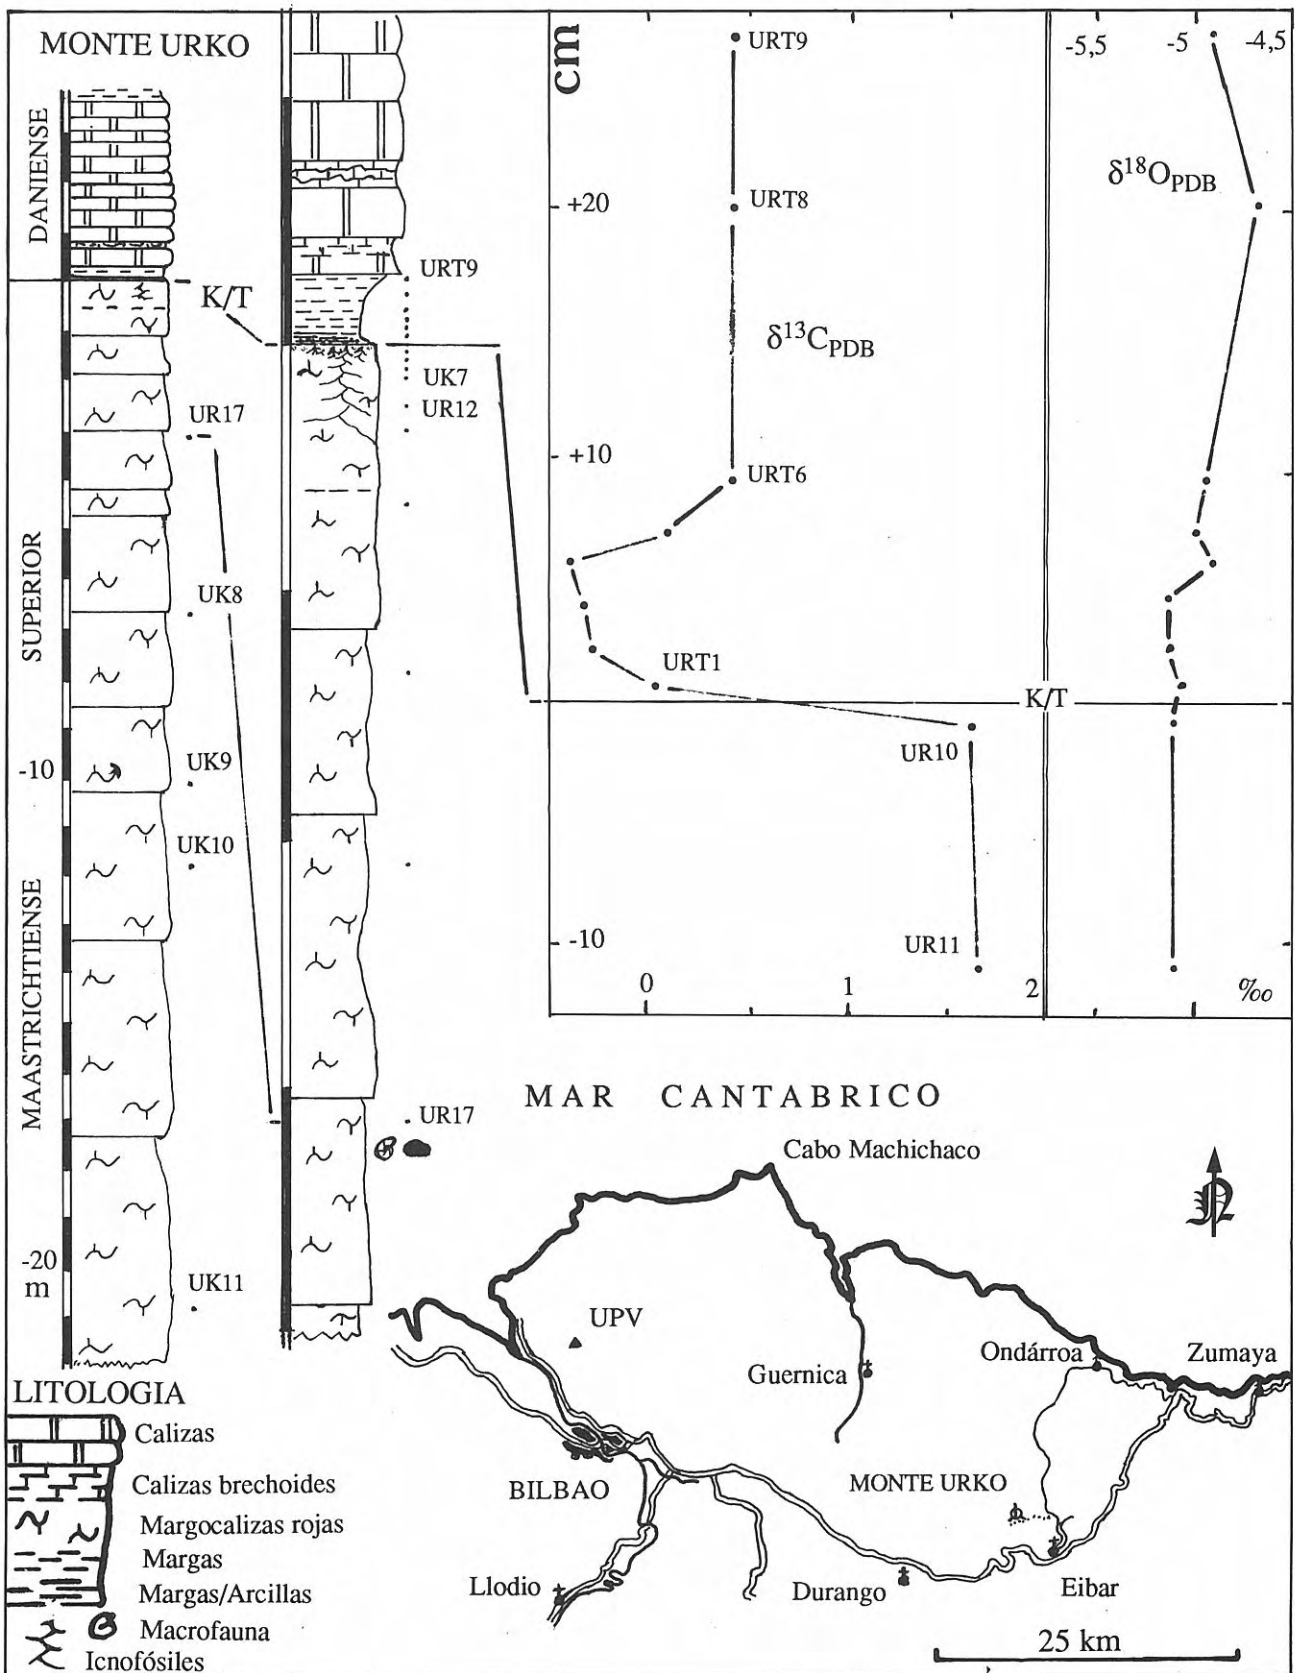 MONTE URKO
DANIENSE
SUPERIOR
MAASTRICHTIENSE
K/T
UR17
UK8
-10
UK9
UK10
-20
m
UK11
URT9
UK7
UR12
UR17
cm
+20
+10
-10
URT9
URT8
δ13CPDB
URT6
URT1
K/T
UR10
UR11
0
1
2
-5,5
-5
-4,5
δ18OPDB
‰
LITOLOGIA
Calizas
Calizas brechoides
Margocalizas rojas
Margas
Margas/Arcillas
Macrofauna
Icnofósiles
MAR CANTABRICO
Cabo Machichaco
N
UPV
Guernica
Ondárroa
Zumaya
BILBAO
MONTE URKO
Llodio
Durango
Eibar
25 km